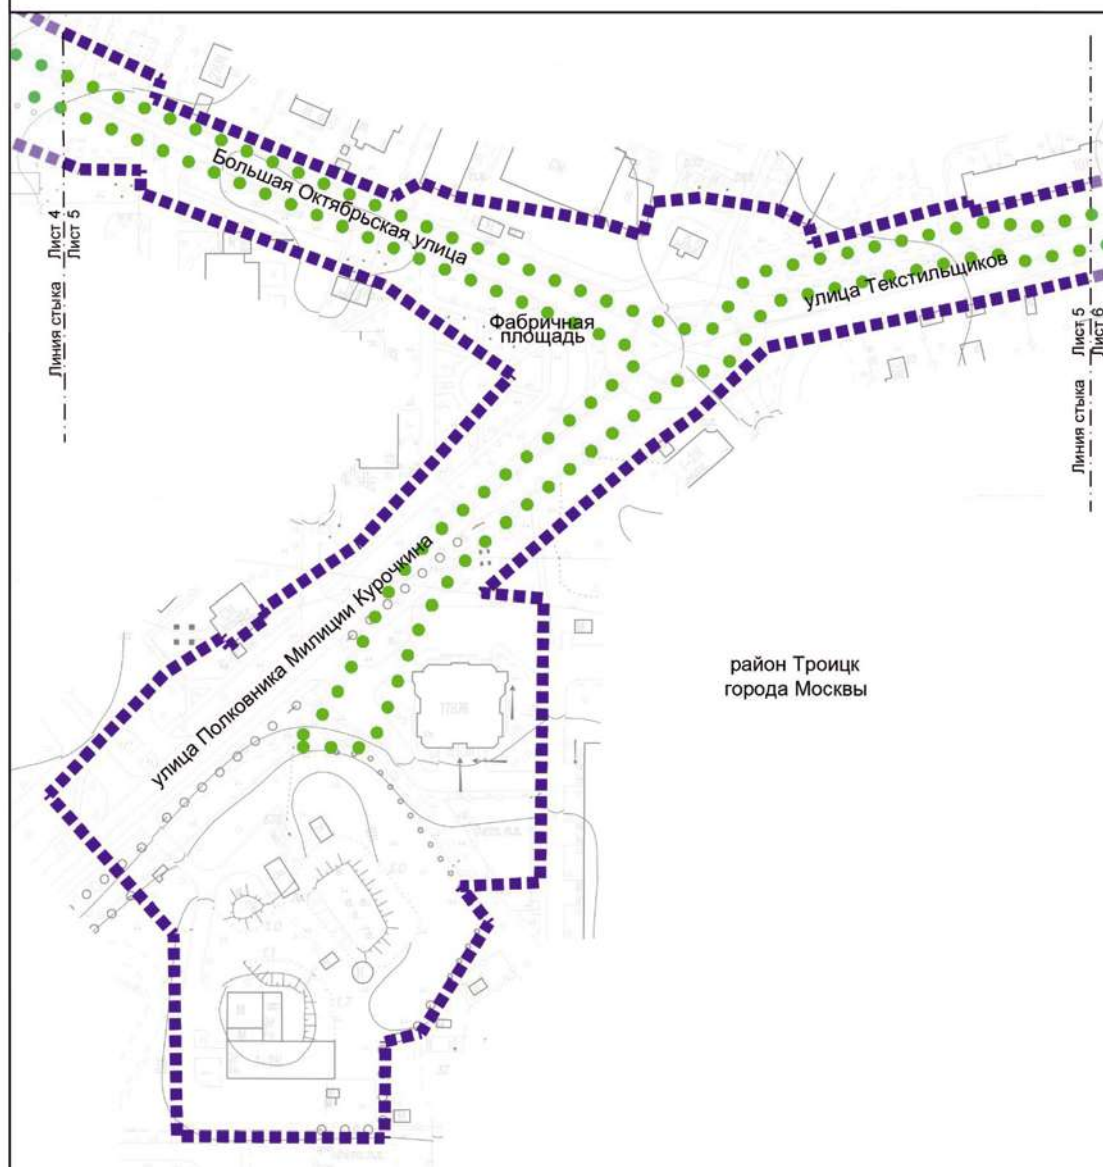 Линия стыка Лист 4
Лист 5
Большая Октябрьская улица
Фабричная
площадь
улица Текстильщиков
Линия стыка Лист 5
Лист 6
улица Полковника Милиции Курочкина
район Троицк
города Москвы